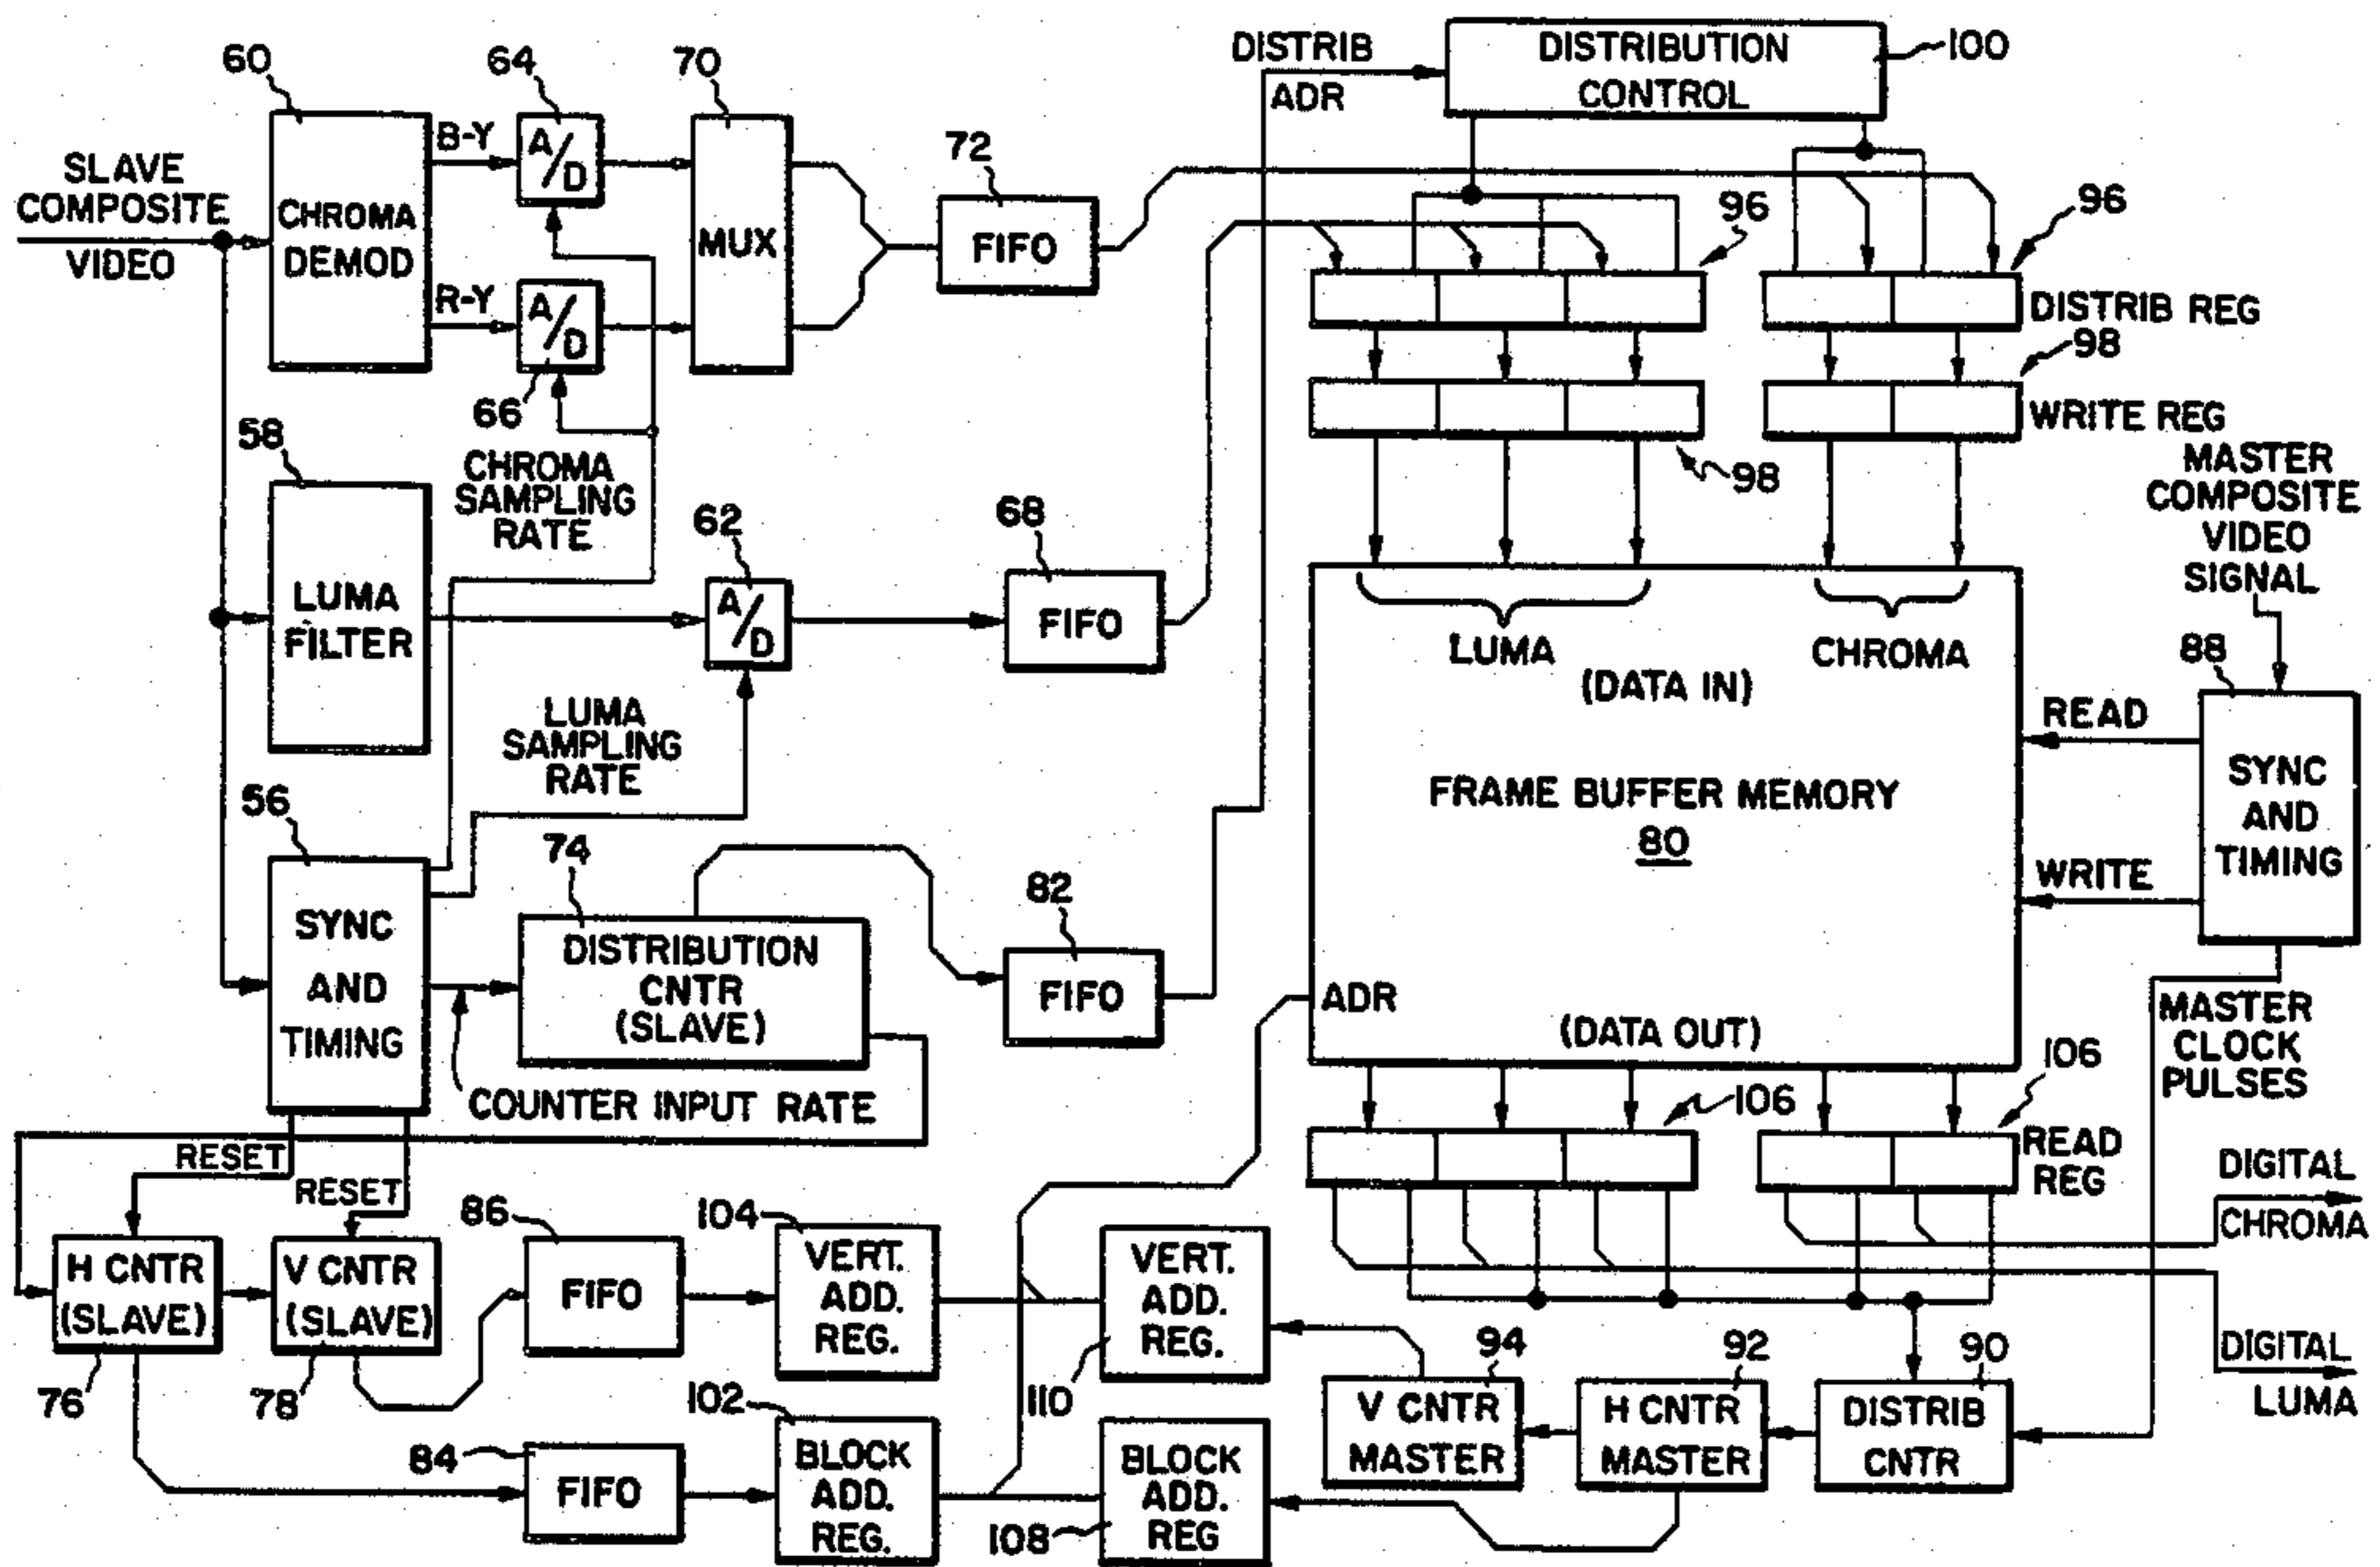 60
64
70
DISTRIB
ADR
DISTRIBUTION
CONTROL
100
SLAVE
COMPOSITE
VIDEO
CHROMA
DEMOD
B-Y
R-Y
A/D
A/D
66
MUX
72
FIFO
96
96
DISTRIB REG
98
WRITE REG
98
58
LUMA
FILTER
CHROMA
SAMPLING
RATE
62
A/D
68
FIFO
LUMA
SAMPLING
RATE
MASTER
COMPOSITE
VIDEO
SIGNAL
LUMA
CHROMA
(DATA IN)
88
READ
FRAME BUFFER MEMORY
80
WRITE
SYNC
AND
TIMING
56
SYNC
AND
TIMING
74
DISTRIBUTION
CNTR
(SLAVE)
82
FIFO
ADR
(DATA OUT)
MASTER
CLOCK
PULSES
COUNTER INPUT RATE
106
106
READ
REG
RESET
RESET
DIGITAL
CHROMA
H CNTR
(SLAVE)
76
V CNTR
(SLAVE)
78
86
FIFO
104
VERT.
ADD.
REG.
VERT.
ADD.
REG.
110
DIGITAL
LUMA
84
FIFO
102
BLOCK
ADD.
REG.
BLOCK
ADD.
REG
108
94
V CNTR
MASTER
92
H CNTR
MASTER
90
DISTRIB
CNTR